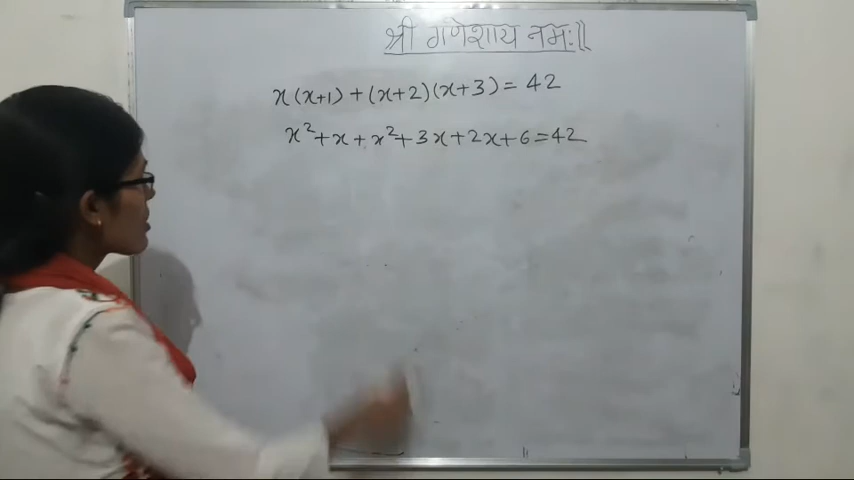 श्री गणेशाय नमः॥
x(x+1) + (x+2)(x+3) = 42
x²+x+x²+3x+2x+6=42